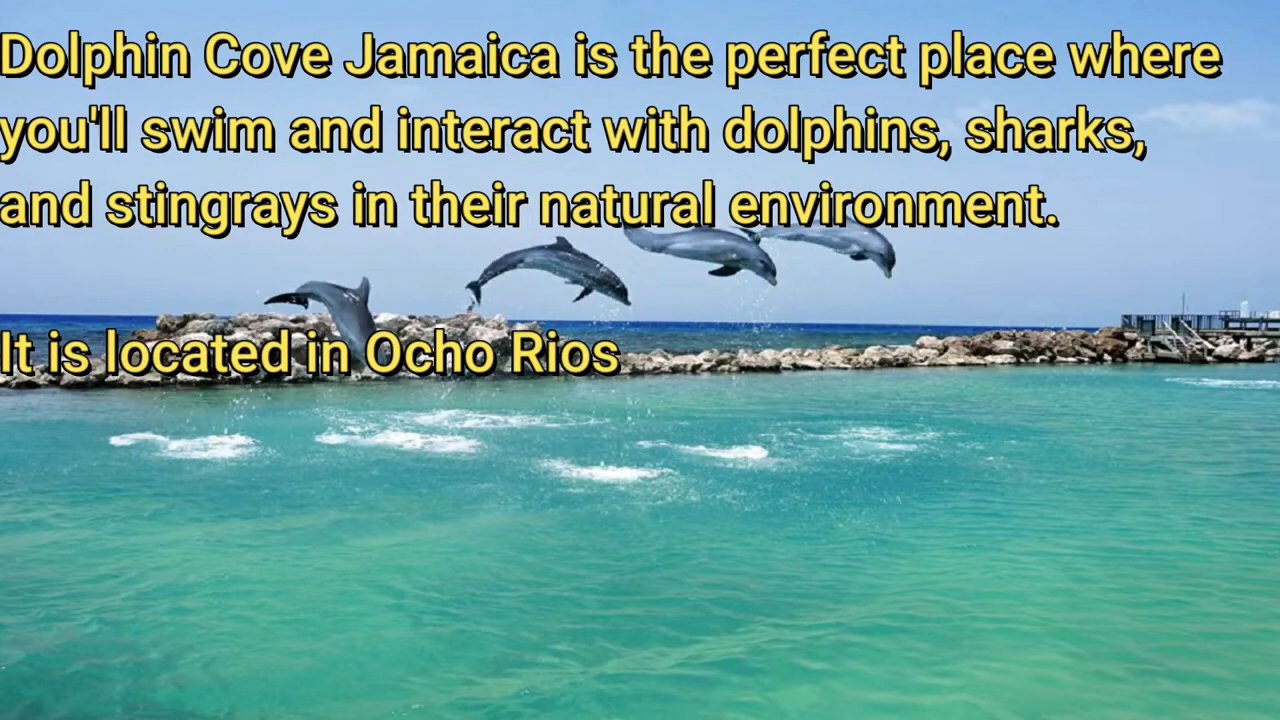 Dolphin Cove Jamaica is the perfect place where
you'll swim and interact with dolphins, sharks,
and stingrays in their natural environment.
It is located in Ocho Rios